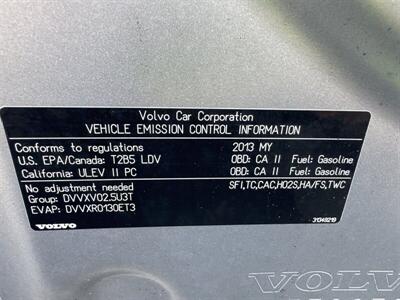 Volvo Car Corporation
VEHICLE EMISSION CONTROL INFORMATION
Conforms to regulations 2013 MY
U.S. EPA/Canada: T2B5 LDV OBD: CA II Fuel: Gasoline
California: ULEV II PC OBD: CA II Fuel: Gasoline
No adjustment needed SFI,TC,CAC,HO2S,HA/FS,TWC
Group: DVVXV02.5U3T
EVAP: DVVXR0130ET3
VOLVO 31349219
VOLV